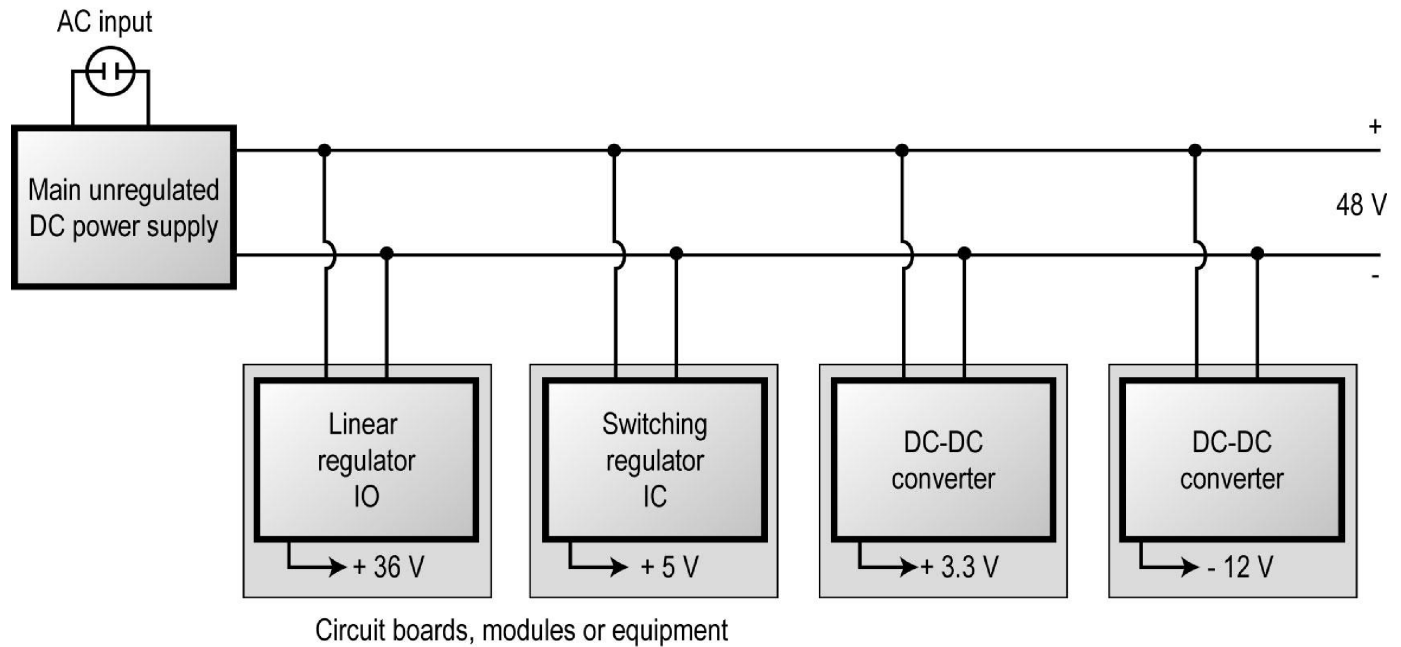 AC input
Main unregulated
DC power supply
+
48 V
-
Linear
regulator
IO
+ 36 V
Switching
regulator
IC
+ 5 V
DC-DC
converter
+ 3.3 V
DC-DC
converter
- 12 V
Circuit boards, modules or equipment